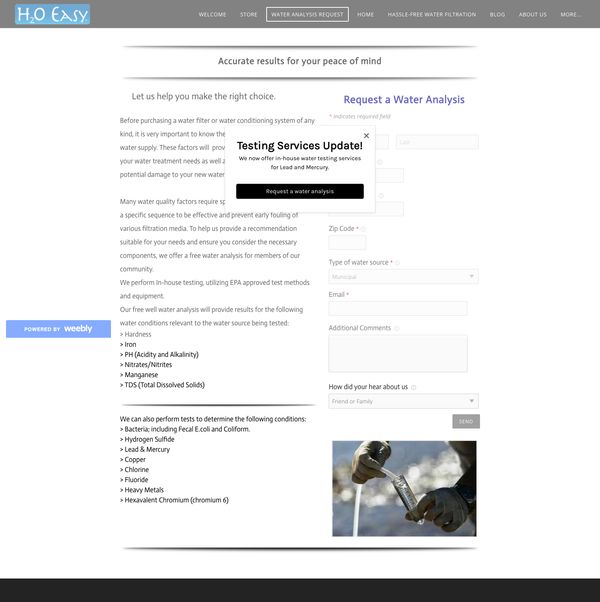 H2O Easy
WELCOME
STORE
WATER ANALYSIS REQUEST
HOME
HASSLE-FREE WATER FILTRATION
BLOG
ABOUT US
MORE...
Accurate results for your peace of mind
Let us help you make the right choice.
Before purchasing a water filter or water conditioning system of any
kind, it is very important to know the
water supply. These factors will
your water treatment needs as well a
potential damage to your new water
Many water quality factors require sp
a specific sequence to be effective and prevent early fouling of
various filtration media. To help us provide a recommendation
suitable for your needs and ensure you consider the necessary
components, we offer a free water analysis for members of our
community.
We perform in-house testing, utilizing EPA approved test methods
and equipment.
Our free well water analysis will provide results for the following
water conditions relevant to the water source being tested:
> Hardness
> Iron
> PH (Acidity and Alkalinity)
> Nitrates/Nitrites
> Manganese
> TDS (Total Dissolved Solids)
We can also perform tests to determine the following conditions:
> Bacteria; including Fecal E.coli and Coliform.
> Hydrogen Sulfide
> Lead & Mercury
> Copper
> Chlorine
> Fluoride
> Heavy Metals
> Hexavalent Chromium (chromium 6)
Request a Water Analysis
* Indicates required field
Last
Testing Services Update!
We now offer in-house water testing services
for Lead and Mercury.
Request a water analysis
Zip Code *
Type of water source *
Municipal
Email *
Additional Comments
How did your hear about us
Friend or Family
SEND
POWERED BY weebly